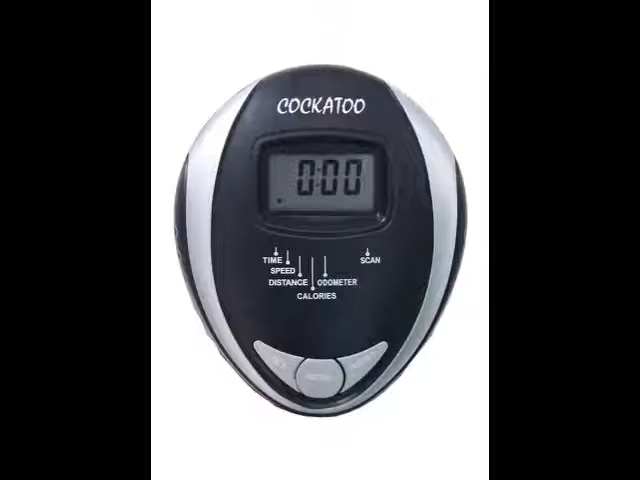 COCKATOO
0:00
TIME
SCAN
SPEED
DISTANCE ODOMETER
CALORIES